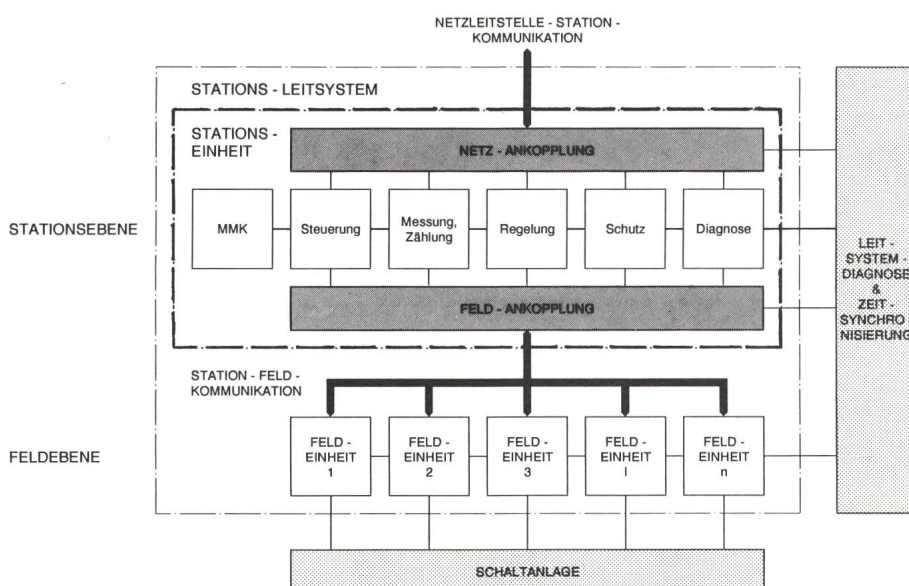 NETZLEITSTELLE - STATION -
KOMMUNIKATION
STATIONS - LEITSYSTEM
STATIONS -
EINHEIT
NETZ - ANKOPPLUNG
STATIONSEBENE
MMK
Steuerung
Messung,
Zählung
Regelung
Schutz
Diagnose
LEIT -
SYSTEM -
DIAGNOSE
&
ZEIT -
SYNCHRO -
NISIERUNG
FELD - ANKOPPLUNG
STATION - FELD -
KOMMUNIKATION
FELDEBENE
FELD -
EINHEIT
1
FELD -
EINHEIT
2
FELD -
EINHEIT
3
FELD -
EINHEIT
I
FELD -
EINHEIT
n
SCHALTANLAGE